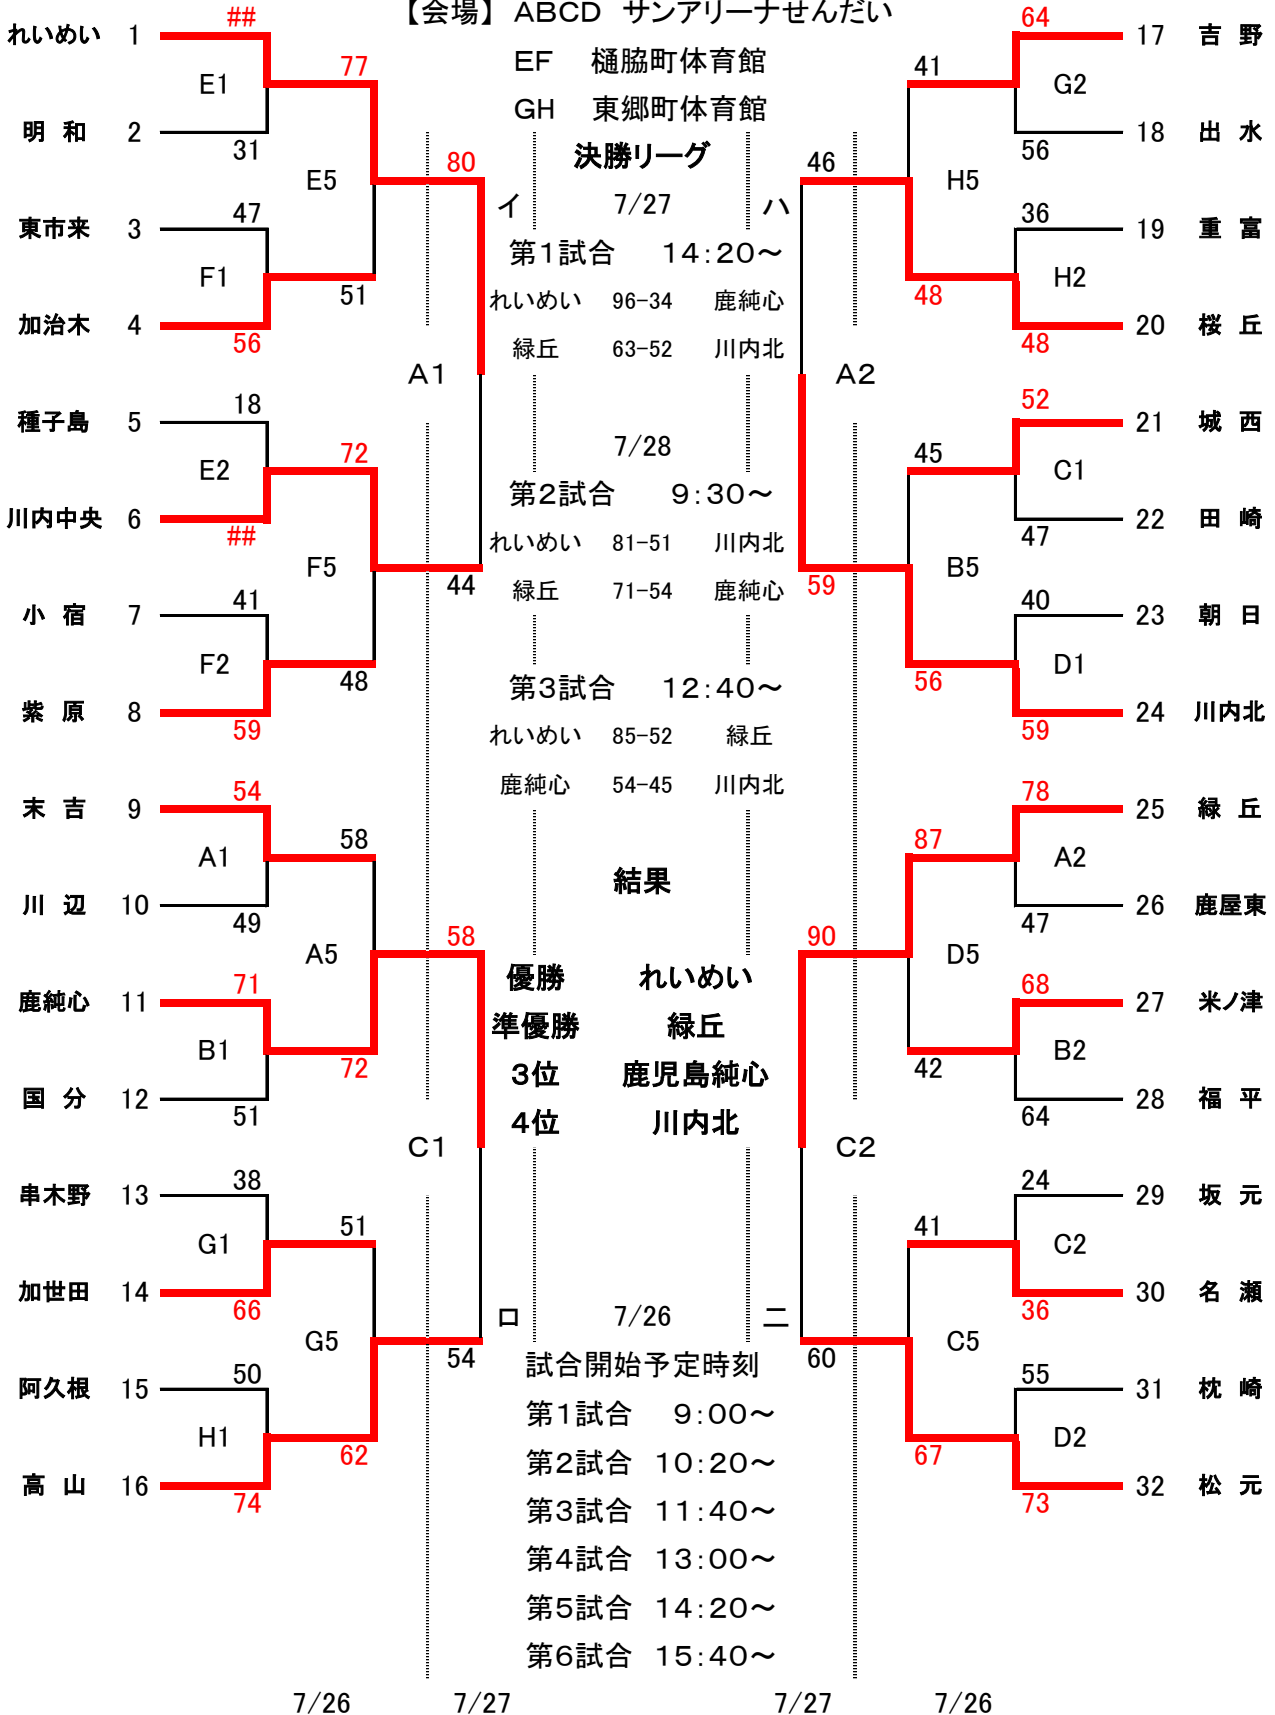 【会場】 ABCD サンアリーナせんだい
EF 樋脇町体育館
GH 東郷町体育館
決勝リーグ
イ 7/27 ハ
第1試合 14:20～
れいめい 96-34 鹿純心
緑丘 63-52 川内北
7/28
第2試合 9:30～
れいめい 81-51 川内北
緑丘 71-54 鹿純心
第3試合 12:40～
れいめい 85-52 緑丘
鹿純心 54-45 川内北
結果
優勝 れいめい
準優勝 緑丘
3位 鹿児島純心
4位 川内北
ロ 7/26 ニ
試合開始予定時刻
第1試合 9:00～
第2試合 10:20～
第3試合 11:40～
第4試合 13:00～
第5試合 14:20～
第6試合 15:40～
れいめい 1 ##
E1 77
明和 2 31
E5 80
東市来 3 47
F1 51
加治木 4 56
A1
種子島 5 18
E2 72
川内中央 6 ##
F5 44
小宿 7 41
F2 48
紫原 8 59
末吉 9 54
A1 58
川辺 10 49
A5 58
鹿純心 11 71
B1 72
国分 12 51
C1
串木野 13 38
G1 51
加世田 14 66
G5 54
阿久根 15 50
H1 62
高山 16 74
64 17 吉野
41 G2
56 18 出水
46 H5
36 19 重富
48 H2
48 20 桜丘
A2
52 21 城西
45 C1
47 22 田崎
59 B5
40 23 朝日
56 D1
59 24 川内北
78 25 緑丘
87 A2
47 26 鹿屋東
90 D5
68 27 米ノ津
42 B2
64 28 福平
C2
24 29 坂元
41 C2
36 30 名瀬
60 C5
55 31 枕崎
67 D2
73 32 松元
7/26 7/27 7/27 7/26